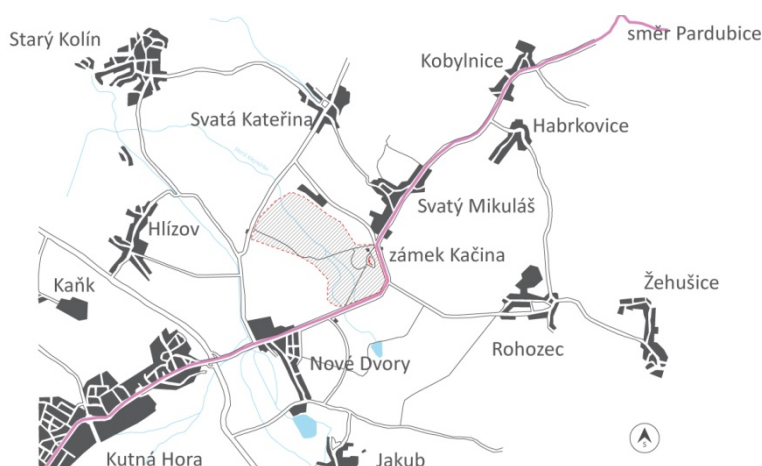 směr Pardubice
Starý Kolín
Kobylnice
Svatá Kateřina
Habrkovice
Svatý Mikuláš
Hlízov
zámek Kačina
Kaňk
Žehušice
Rohozec
Nové Dvory
Kutná Hora
Jakub
S